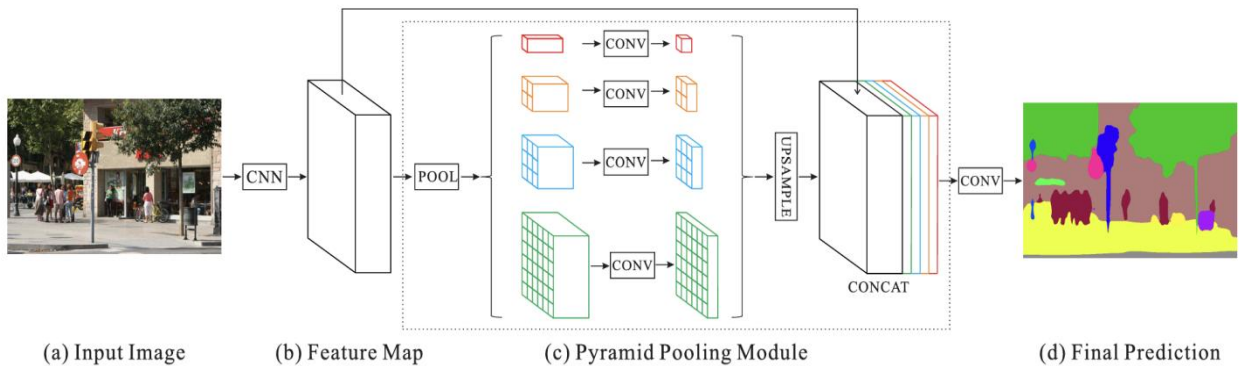 CNN
POOL
CONV
CONV
CONV
CONV
UPSAMPLE
CONCAT
CONV
(a) Input Image
(b) Feature Map
(c) Pyramid Pooling Module
(d) Final Prediction